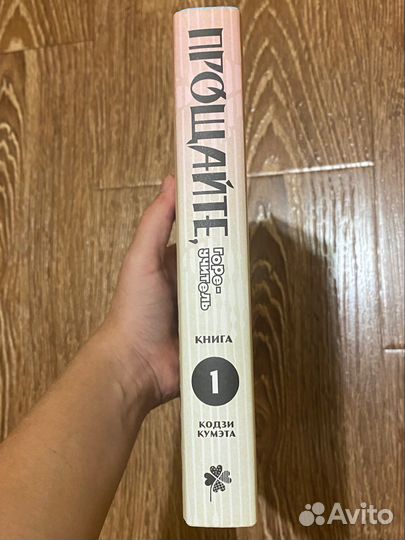 ПРОЩАЙТЕ,
горе-
учитель
КНИГА
1
КОДЗИ
КУМЭТА
Avito